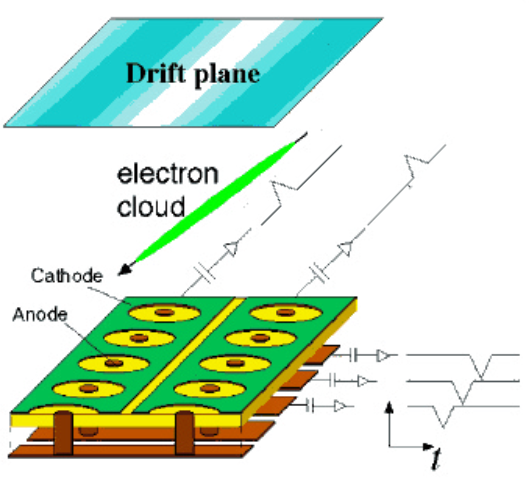 Drift plane
electron
cloud
Cathode
Anode
t